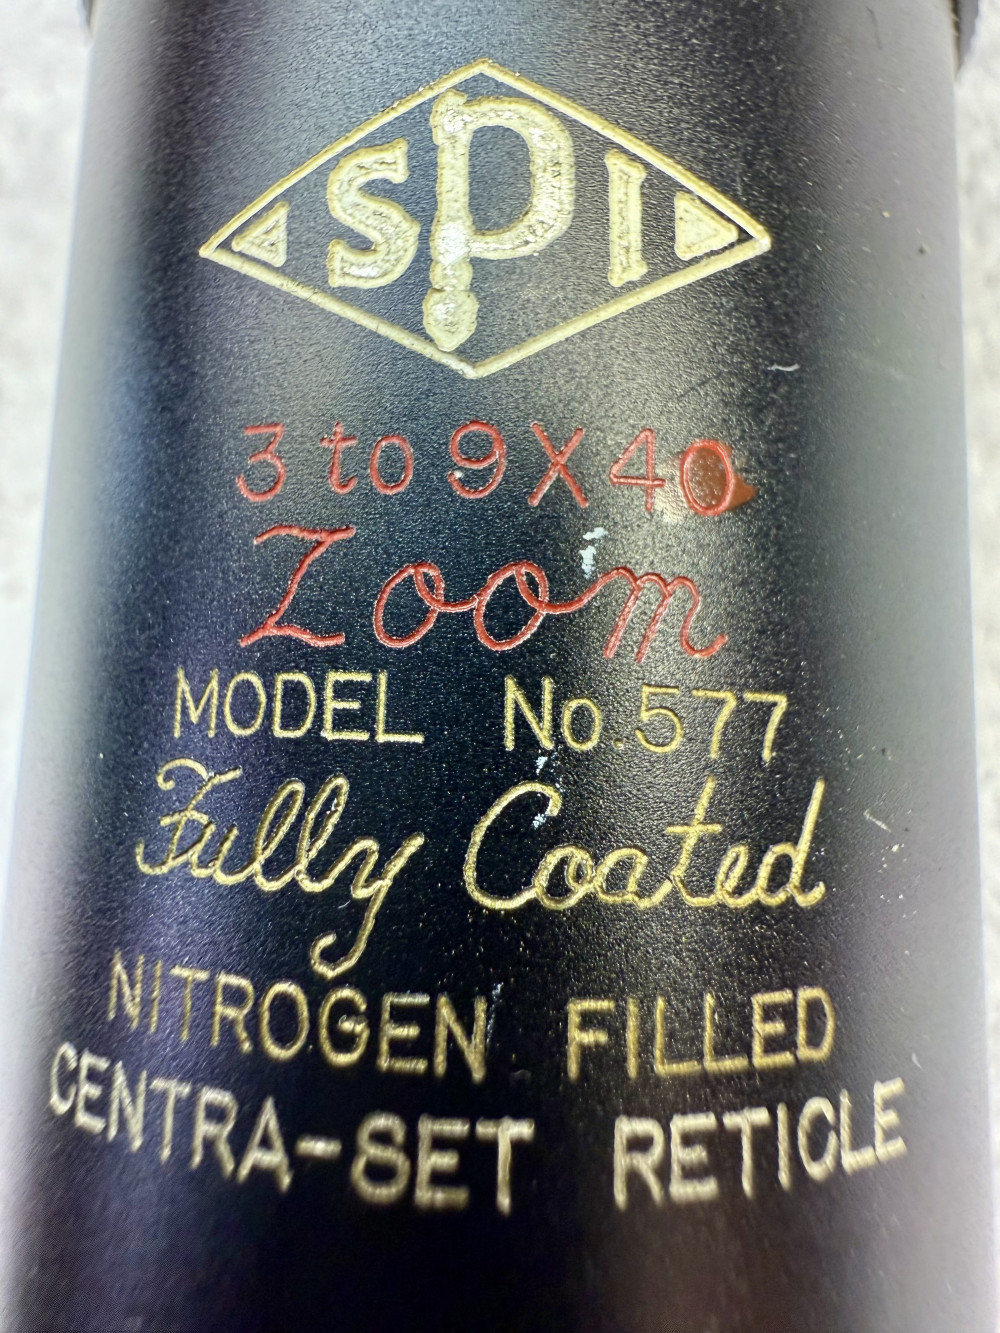 SPI
3 to 9X40
Zoom
MODEL No. 577
Fully Coated
NITROGEN FILLED
CENTRA-SET RETICLE